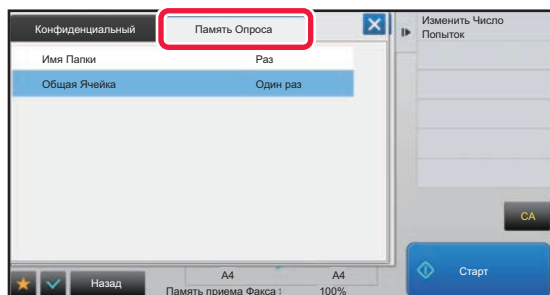 Конфиденциальный
Память Опроса
Изменить Число
Попыток
Имя Папки Раз
Общая Ячейка Один раз
CA
Назад
A4 A4
Память приема Факса : 100%
Старт